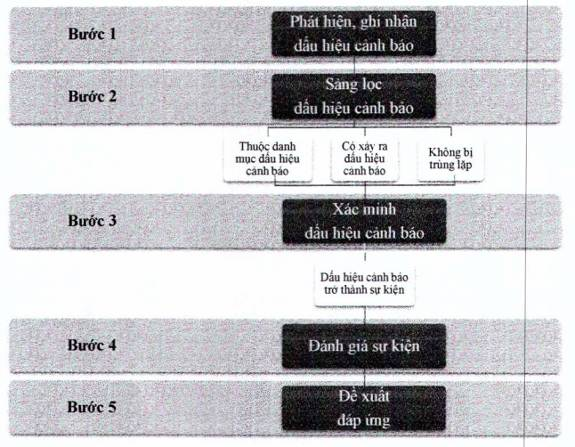 Bước 1
Phát hiện, ghi nhận
dấu hiệu cảnh báo
Bước 2
Sàng lọc
dấu hiệu cảnh báo
Thuộc danh
mục dấu hiệu
cảnh báo
Có xảy ra
dấu hiệu
cảnh báo
Không bị
trùng lặp
Bước 3
Xác minh
dấu hiệu cảnh báo
Dấu hiệu cảnh báo
trở thành sự kiện
Bước 4
Đánh giá sự kiện
Bước 5
Đề xuất
đáp ứng